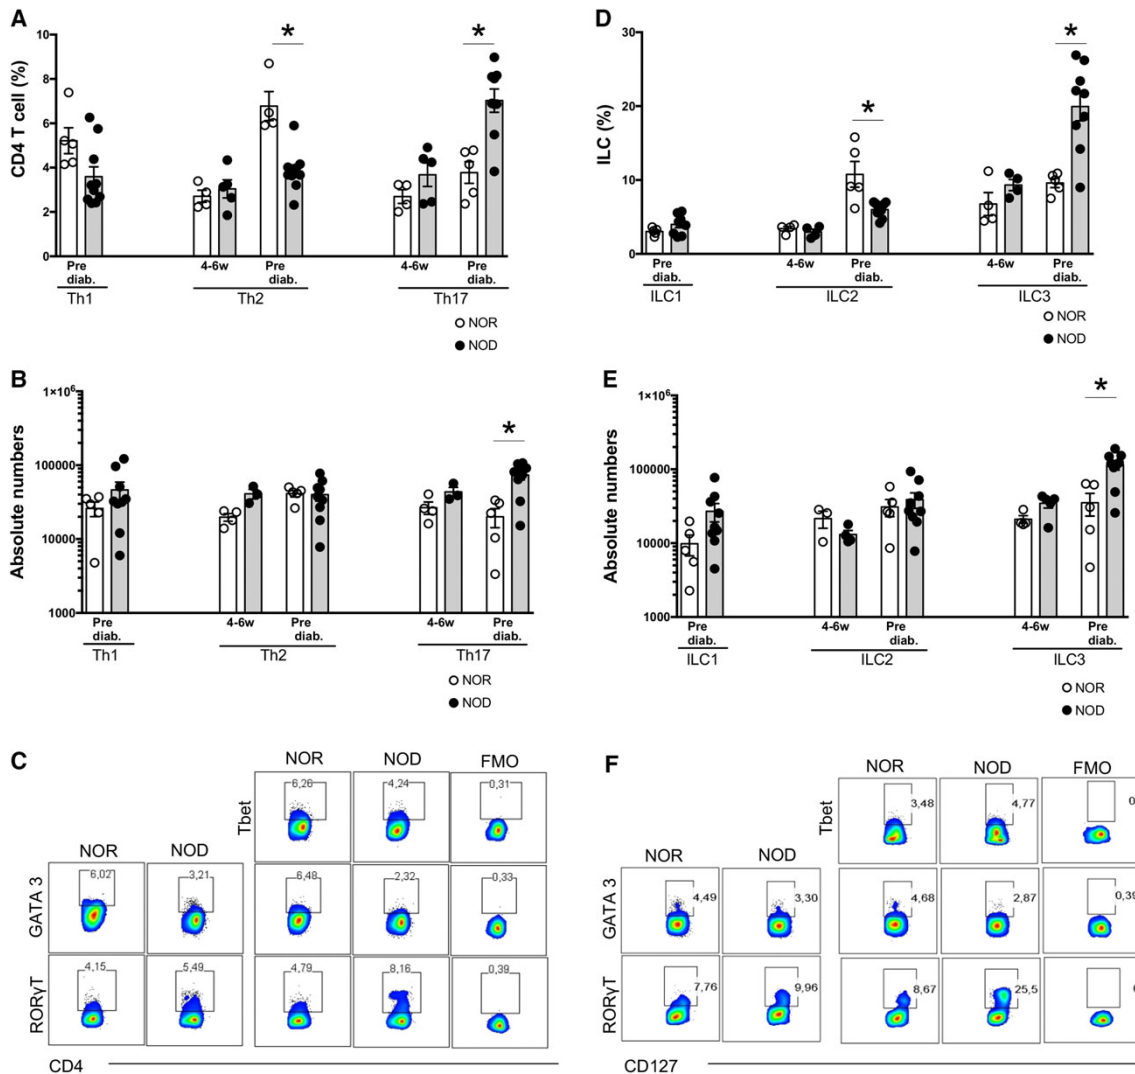 A
CD4 T cell (%)
10
8
6
4
2
0
*
*
Pre diab.
4-6w
Pre diab.
4-6w
Pre diab.
Th1
Th2
Th17
NOR
NOD
D
ILC (%)
30
20
10
0
*
*
Pre diab.
4-6w
Pre diab.
4-6w
Pre diab.
ILC1
ILC2
ILC3
NOR
NOD
B
Absolute numbers
1×10⁶
100000
10000
1000
*
Pre diab.
4-6w
Pre diab.
4-6w
Pre diab.
Th1
Th2
Th17
NOR
NOD
E
Absolute numbers
1×10⁶
100000
10000
1000
*
Pre diab.
4-6w
Pre diab.
4-6w
Pre diab.
ILC1
ILC2
ILC3
NOR
NOD
C
NOR NOD FMO
Tbet
6,26 4,24 0,31
NOR NOD
GATA 3
6,02 3,21 6,48 2,32 0,33
RORγT
4,15 5,49 4,79 8,16 0,39
CD4
F
NOR NOD FMO
Tbet
3,48 4,77
NOR NOD
GATA 3
4,49 3,30 4,68 2,87 0,39
RORγT
7,76 9,96 8,67 25,5
CD127